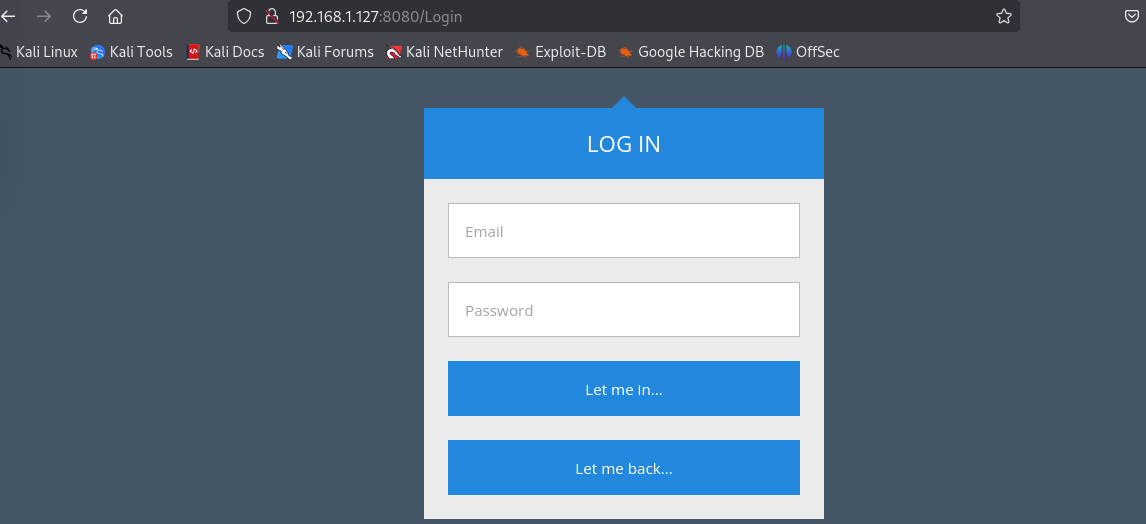 192.168.1.127:8080/Login
Kali Linux Kali Tools Kali Docs Kali Forums Kali NetHunter Exploit-DB Google Hacking DB OffSec
LOG IN
Email
Password
Let me in...
Let me back...